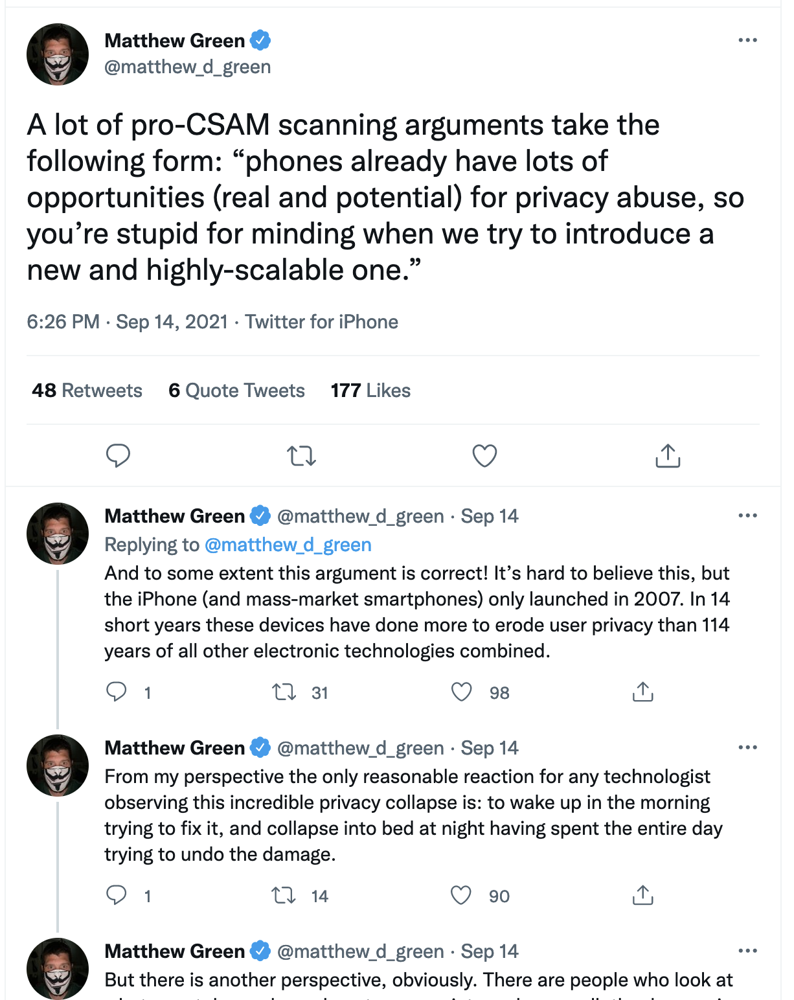 Matthew Green
@matthew_d_green
A lot of pro-CSAM scanning arguments take the
following form: “phones already have lots of
opportunities (real and potential) for privacy abuse, so
you’re stupid for minding when we try to introduce a
new and highly-scalable one.”
6:26 PM · Sep 14, 2021 · Twitter for iPhone
48 Retweets 6 Quote Tweets 177 Likes
Matthew Green @matthew_d_green · Sep 14
Replying to @matthew_d_green
And to some extent this argument is correct! It’s hard to believe this, but
the iPhone (and mass-market smartphones) only launched in 2007. In 14
short years these devices have done more to erode user privacy than 114
years of all other electronic technologies combined.
1 31 98
Matthew Green @matthew_d_green · Sep 14
From my perspective the only reasonable reaction for any technologist
observing this incredible privacy collapse is: to wake up in the morning
trying to fix it, and collapse into bed at night having spent the entire day
trying to undo the damage.
1 14 90
Matthew Green @matthew_d_green · Sep 14
But there is another perspective, obviously. There are people who look at